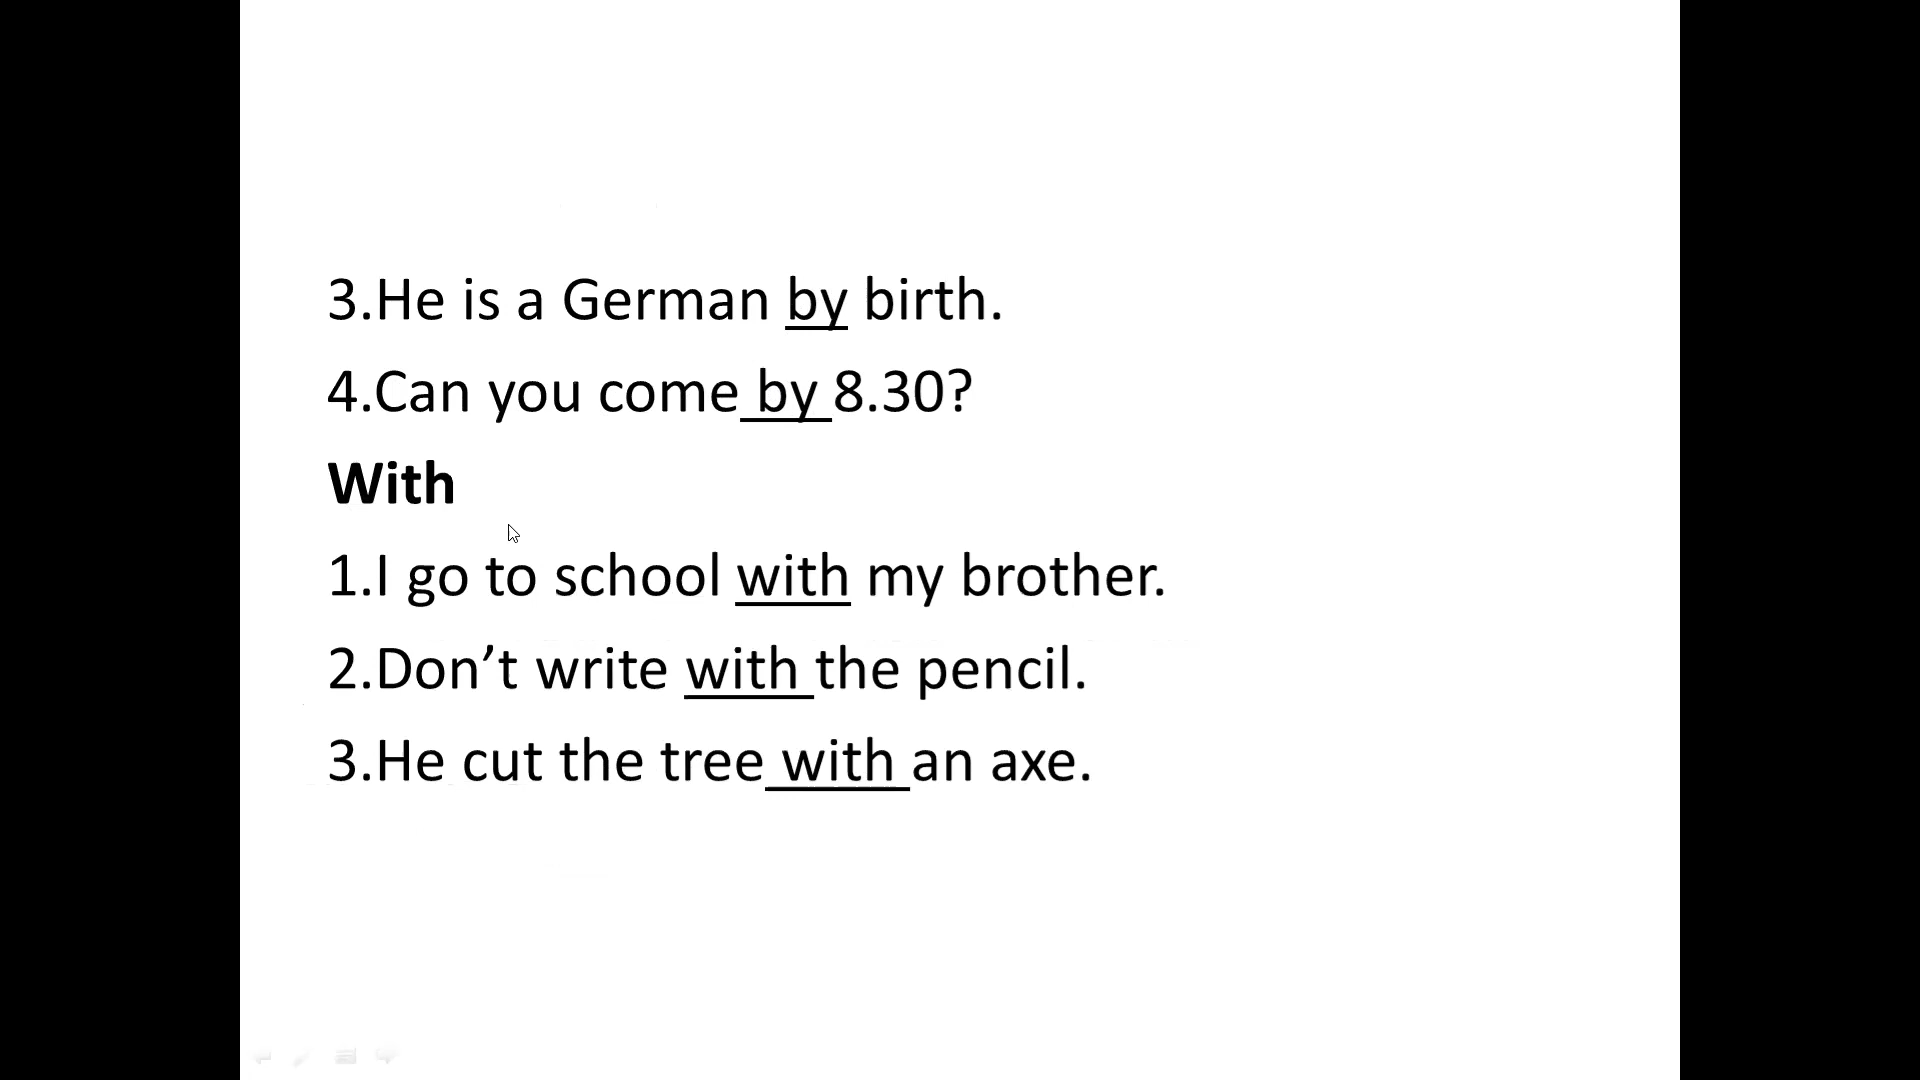 3.He is a German by birth.
4.Can you come by 8.30?
With
1.I go to school with my brother.
2.Don’t write with the pencil.
3.He cut the tree with an axe.